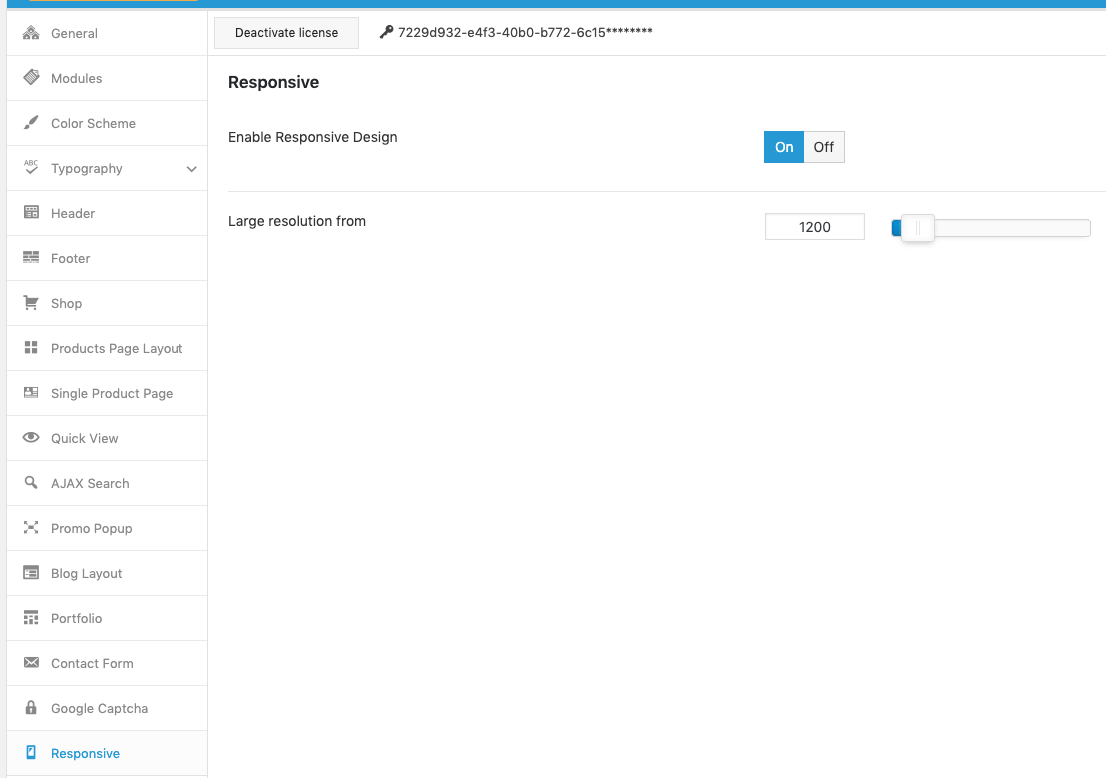 General
Deactivate license
7229d932-e4f3-40b0-b772-6c15********
Responsive
Modules
Color Scheme
Enable Responsive Design
On
Off
ABC
Typography
Header
Large resolution from
1200
Footer
Shop
Products Page Layout
Single Product Page
Quick View
AJAX Search
Promo Popup
Blog Layout
Portfolio
Contact Form
Google Captcha
Responsive